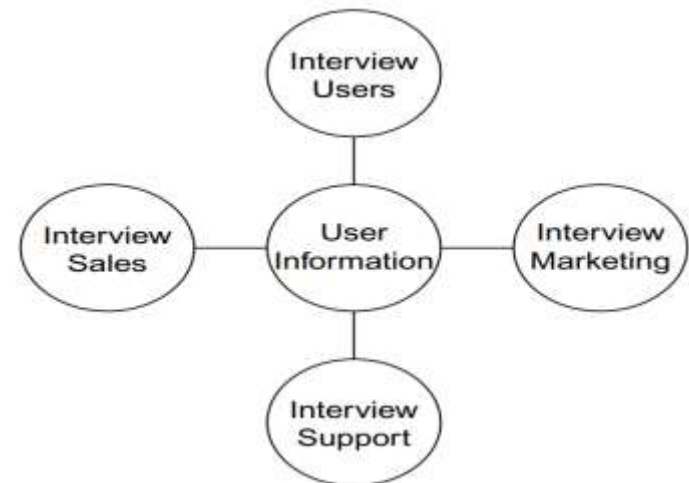 Interview
Users
Interview
Sales
User
Information
Interview
Marketing
Interview
Support